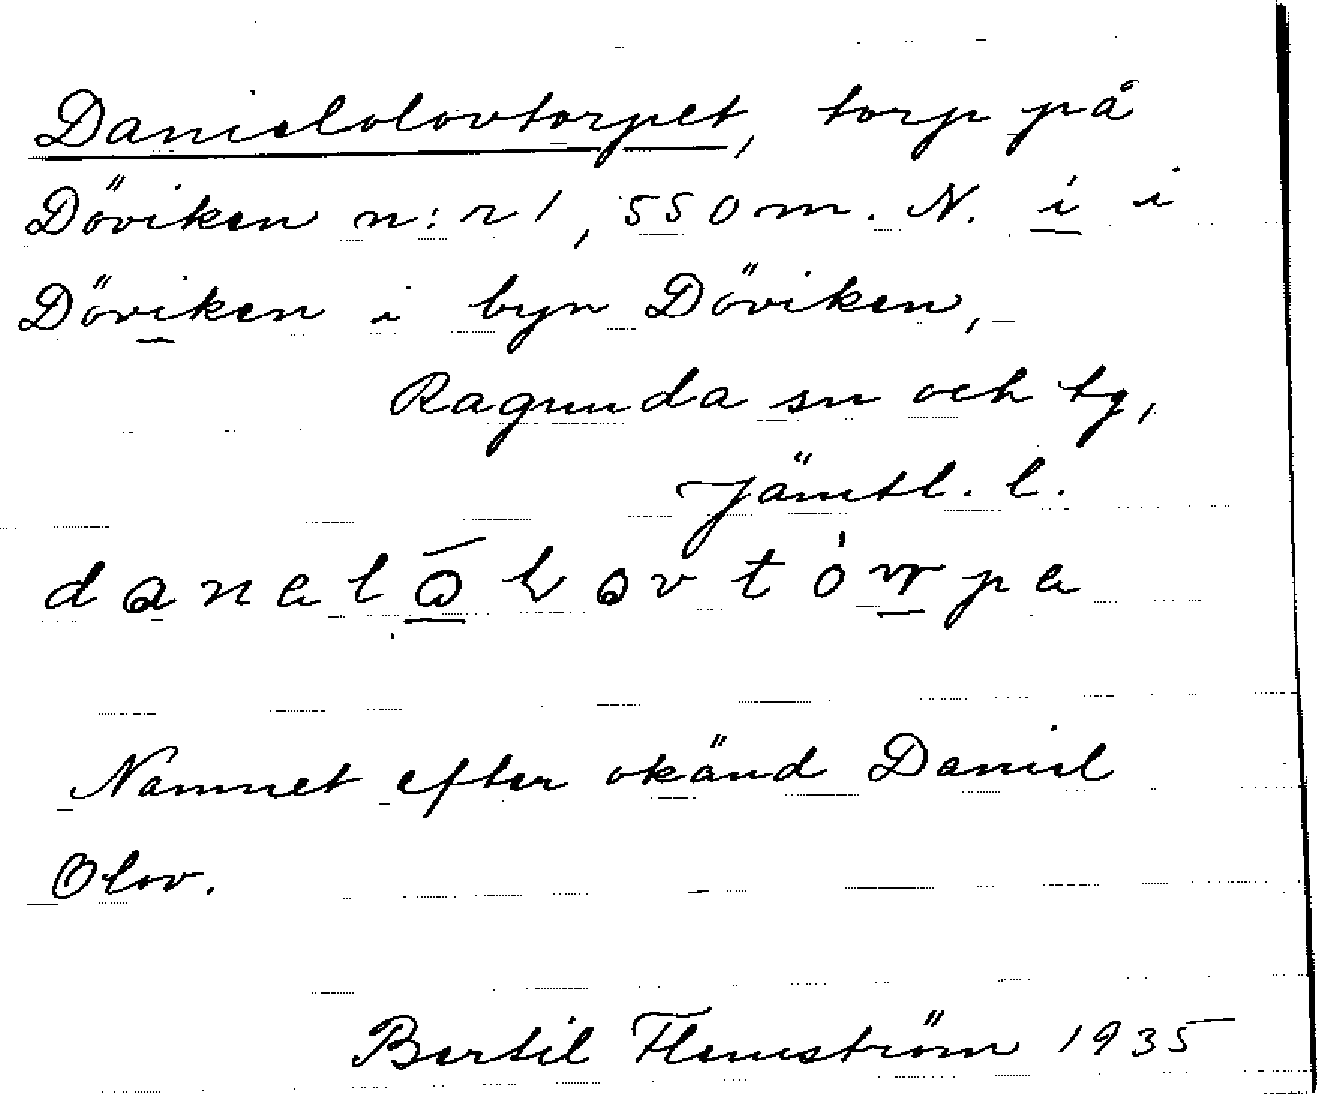 Danielolovtorpet, torp på
Döviken n:r 1, 550 m. N. i i
Döviken i byn Döviken,
Ragunda sn och tg,
Jämtl. l.
Namnet efter okänd Daniel
Olov.
Bertil Flemström 1935